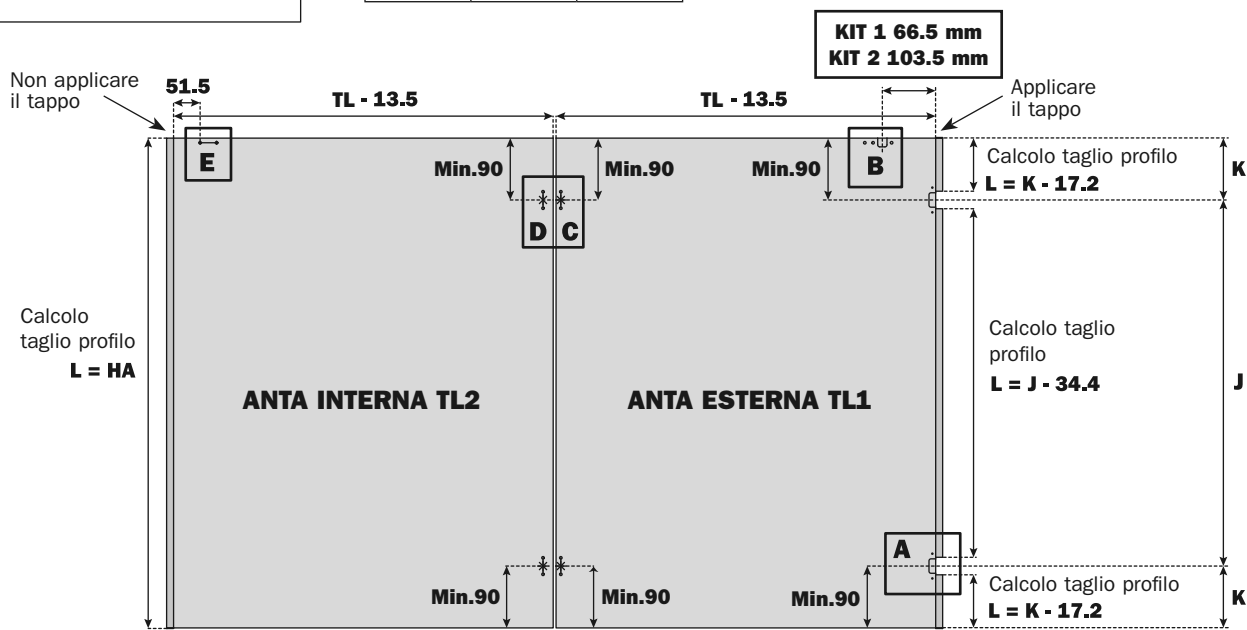 KIT 1 66.5 mm
KIT 2 103.5 mm
Non applicare
il tappo
51.5
TL - 13.5
TL - 13.5
Applicare
il tappo
E
Min.90
Min.90
Min.90
B
Calcolo taglio profilo
L = K - 17.2
K
D
C
Calcolo
taglio profilo
L = HA
ANTA INTERNA TL2
ANTA ESTERNA TL1
Calcolo taglio
profilo
L = J - 34.4
J
A
Min.90
Min.90
Min.90
Calcolo taglio profilo
L = K - 17.2
K